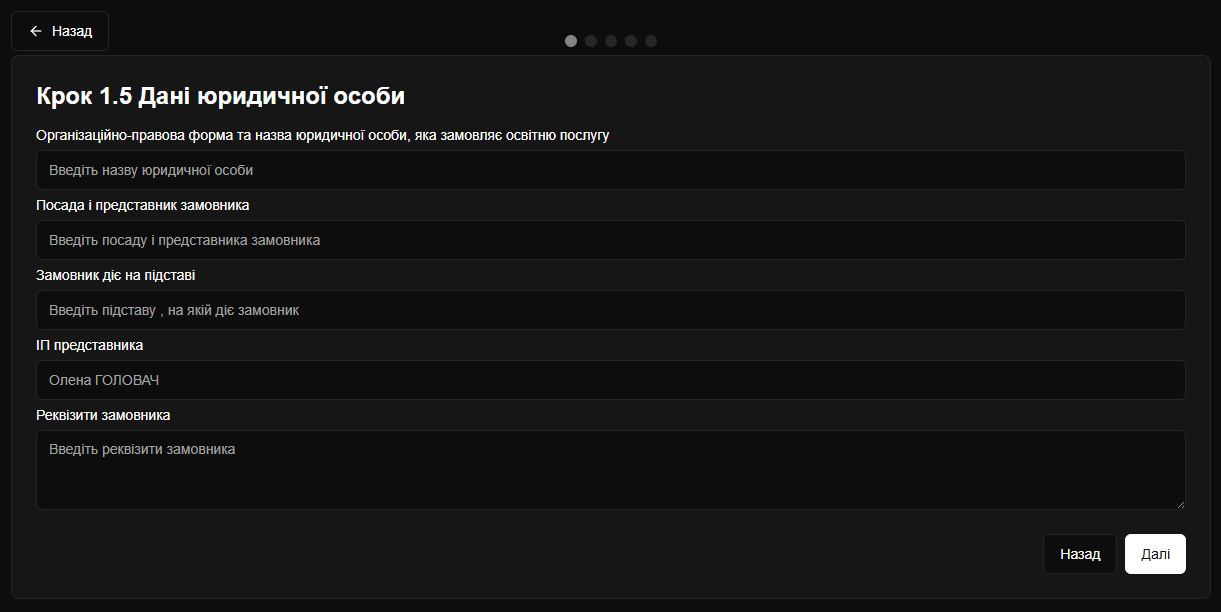 Назад
Крок 1.5 Дані юридичної особи
Організаційно-правова форма та назва юридичної особи, яка замовляє освітню послугу
Введіть назву юридичної особи
Посада і представник замовника
Введіть посаду і представника замовника
Замовник діє на підставі
Введіть підставу , на якій діє замовник
ІП представника
Олена ГОЛОВАЧ
Реквізити замовника
Введіть реквізити замовника
Назад
Далі